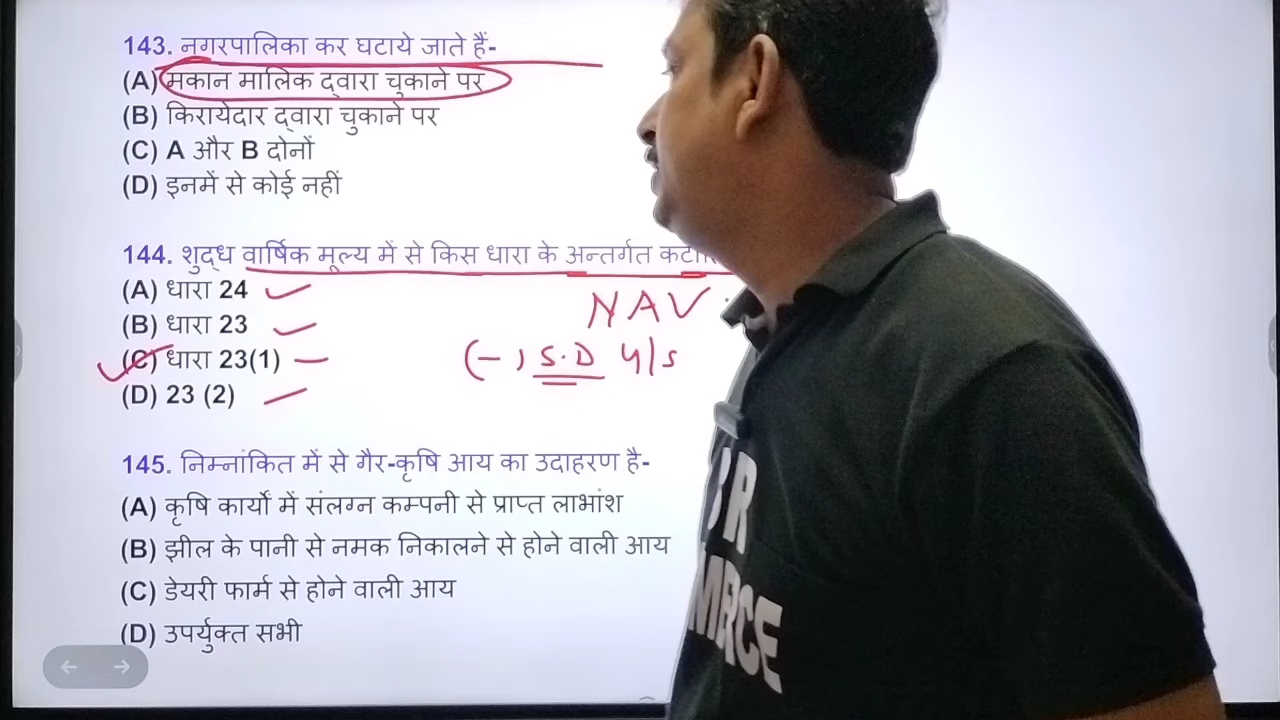 143. नगरपालिका कर घटाये जाते हैं-
(A) मकान मालिक द्वारा चुकाने पर
(B) किरायेदार द्वारा चुकाने पर
(C) A और B दोनों
(D) इनमें से कोई नहीं
144. शुद्ध वार्षिक मूल्य में से किस धारा के अन्तर्गत
(A) धारा 24
NAV
(B) धारा 23
(C) धारा 23(1)
(-) S.D u/s
(D) 23 (2)
145. निम्नांकित में से गैर-कृषि आय का उदाहरण है-
(A) कृषि कार्यो में संलग्न कम्पनी से प्राप्त लाभांश
(B) झील के पानी से नमक निकालने से होने वाली आय
(C) डेयरी फार्म से होने वाली आय
(D) उपर्युक्त सभी